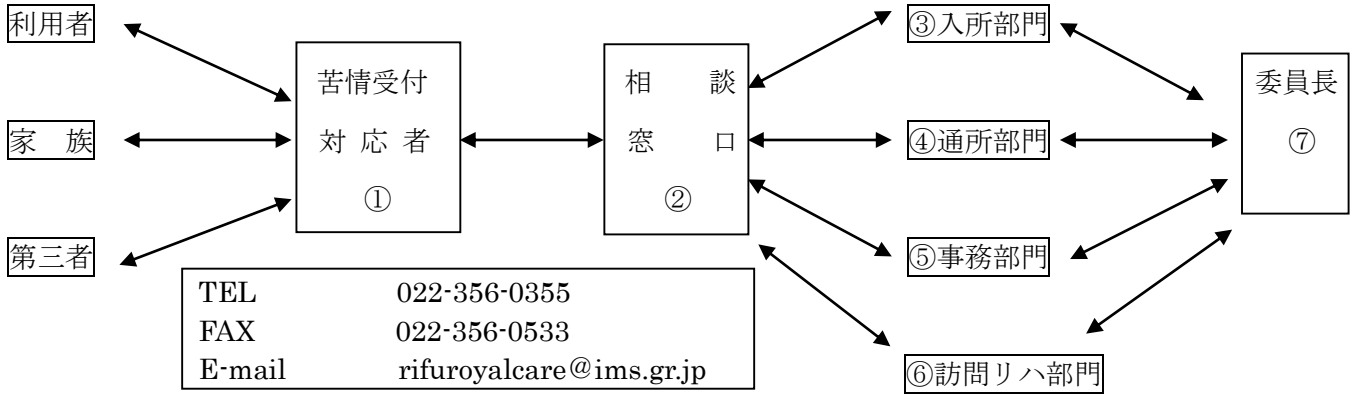 利用者
家　族
第三者
苦情受付
対 応 者
①
相　　談
窓　　口
②
③入所部門
④通所部門
⑤事務部門
⑥訪問リハ部門
委員長
⑦
TEL　022-356-0355
FAX　022-356-0533
E-mail　rifuroyalcare@ims.gr.jp